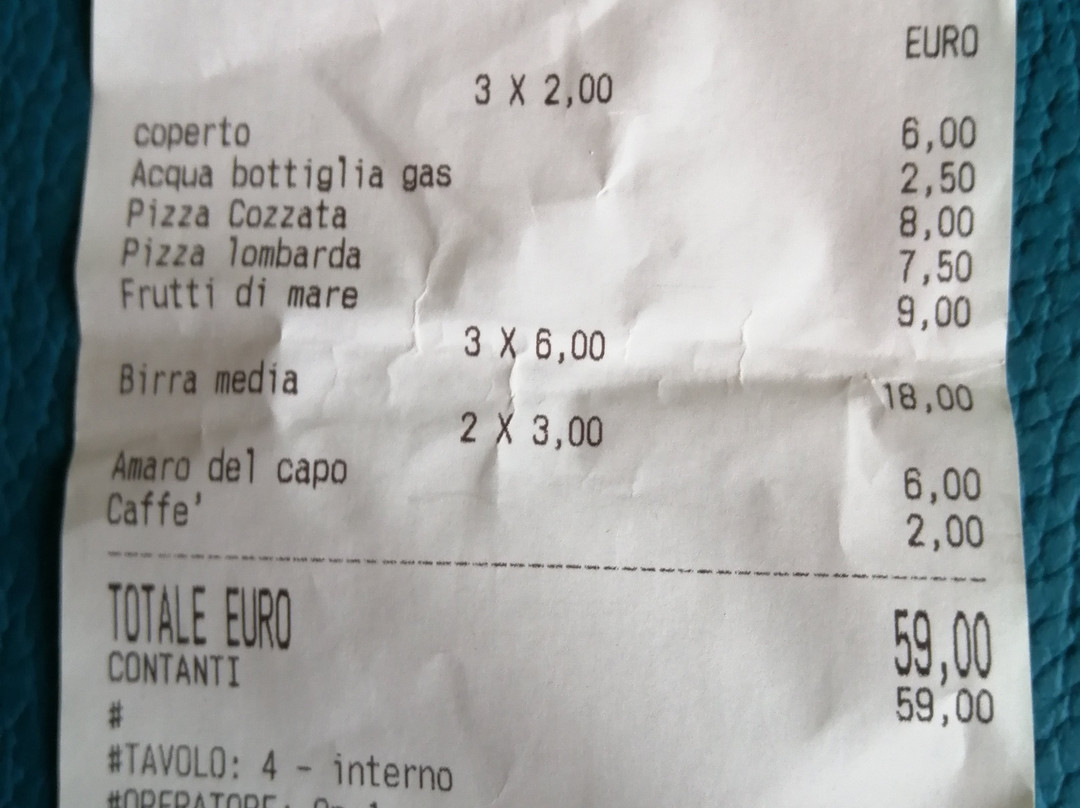 EURO
3 X 2,00
coperto 6,00
Acqua bottiglia gas 2,50
Pizza Cozzata 8,00
Pizza lombarda 7,50
Frutti di mare 9,00
3 X 6,00
Birra media 18,00
2 X 3,00
Amaro del capo 6,00
Caffe' 2,00
TOTALE EURO 59,00
CONTANTI 59,00
#
#TAVOLO: 4 - interno
#OPERATORE: